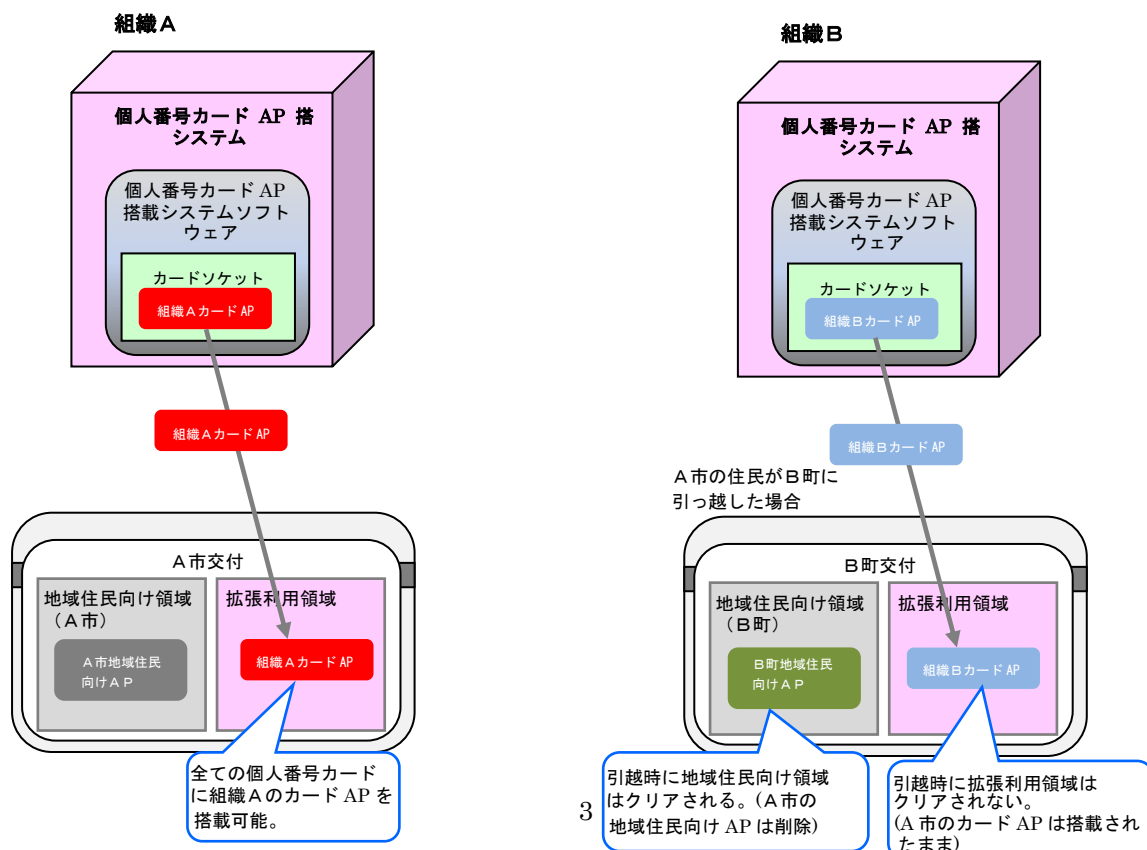 組織Ａ
個人番号カード AP 搭
システム
個人番号カード AP
搭載システムソフト
ウェア
カードソケット
組織Ａカード AP
組織Ａカード AP
Ａ市交付
地域住民向け領域
（Ａ市）
Ａ市地域住民
向けＡＰ
拡張利用領域
組織Ａカード AP
全ての個人番号カード
に組織Ａのカード AP を
搭載可能。
組織Ｂ
個人番号カード AP 搭
システム
個人番号カード AP
搭載システムソフト
ウェア
カードソケット
組織Ｂカード AP
組織Ｂカード AP
Ａ市の住民がＢ町に
引っ越した場合
Ｂ町交付
地域住民向け領域
（Ｂ町）
Ｂ町地域住民
向けＡＰ
拡張利用領域
組織Ｂカード AP
引越時に地域住民向け領域
はクリアされる。(Ａ市の
地域住民向け AP は削除)
引越時に拡張利用領域は
クリアされない。
(A 市のカード AP は搭載され
たまま)
3